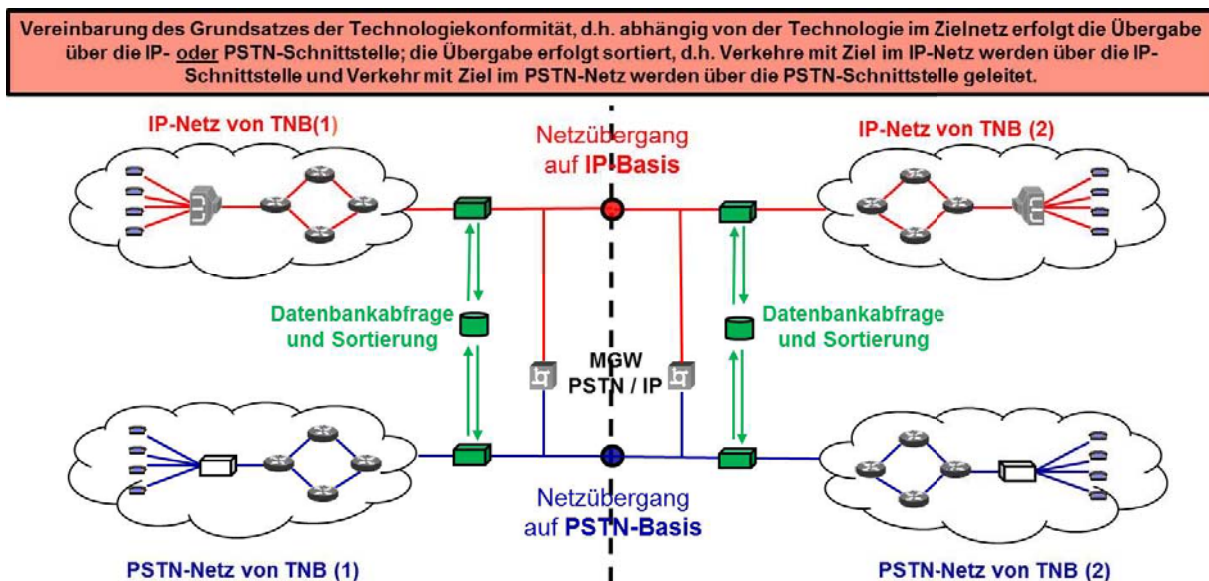 Vereinbarung des Grundsatzes der Technologiekonformität, d.h. abhängig von der Technologie im Zielnetz erfolgt die Übergabe
über die IP- oder PSTN-Schnittstelle; die Übergabe erfolgt sortiert, d.h. Verkehre mit Ziel im IP-Netz werden über die IP-
Schnittstelle und Verkehr mit Ziel im PSTN-Netz werden über die PSTN-Schnittstelle geleitet.
IP-Netz von TNB(1)
Netzübergang
auf IP-Basis
IP-Netz von TNB (2)
Datenbankabfrage
und Sortierung
Datenbankabfrage
und Sortierung
MGW
PSTN / IP
Netzübergang
auf PSTN-Basis
PSTN-Netz von TNB (1)
PSTN-Netz von TNB (2)